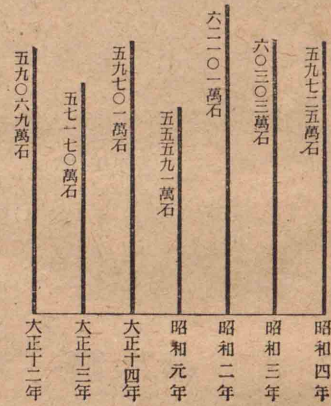 五九七二五萬石
昭和四年
六〇三〇三萬石
昭和三年
六二一〇一萬石
昭和二年
五五五九一萬石
昭和元年
五九七〇一萬石
大正十四年
五七一七〇萬石
大正十三年
五九〇六九萬石
大正十二年